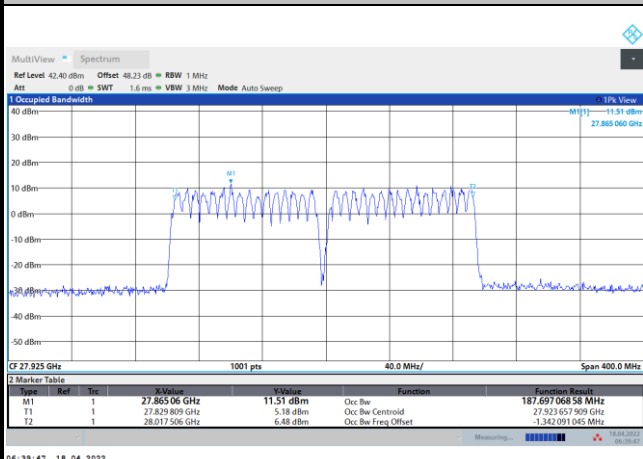 MultiView Spectrum
Ref Level 42.40 dBm Offset 48.23 dB RBW 1 MHz
Att 0 dB SWT 1.6 ms VBW 3 MHz Mode Auto Sweep
1 Occupied Bandwidth 1Pk View
M1[1] 11.51 dBm
27.865 060 GHz
40 dBm
30 dBm
20 dBm
M1
10 dBm
T1 T2
0 dBm
-10 dBm
-20 dBm
-30 dBm
-40 dBm
-50 dBm
CF 27.925 GHz 1001 pts 40.0 MHz/ Span 400.0 MHz
2 Marker Table
Type Ref Trc X-Value Y-Value Function Function Result
M1 1 27.865 06 GHz 11.51 dBm Occ Bw 187.697 068 58 MHz
T1 1 27.829 809 GHz 5.18 dBm Occ Bw Centroid 27.923 657 909 GHz
T2 1 28.017 506 GHz 6.48 dBm Occ Bw Freq Offset -1.342 091 045 MHz
Measuring... 18.04.2022
06:39:47
06:39:47 18.04.2022